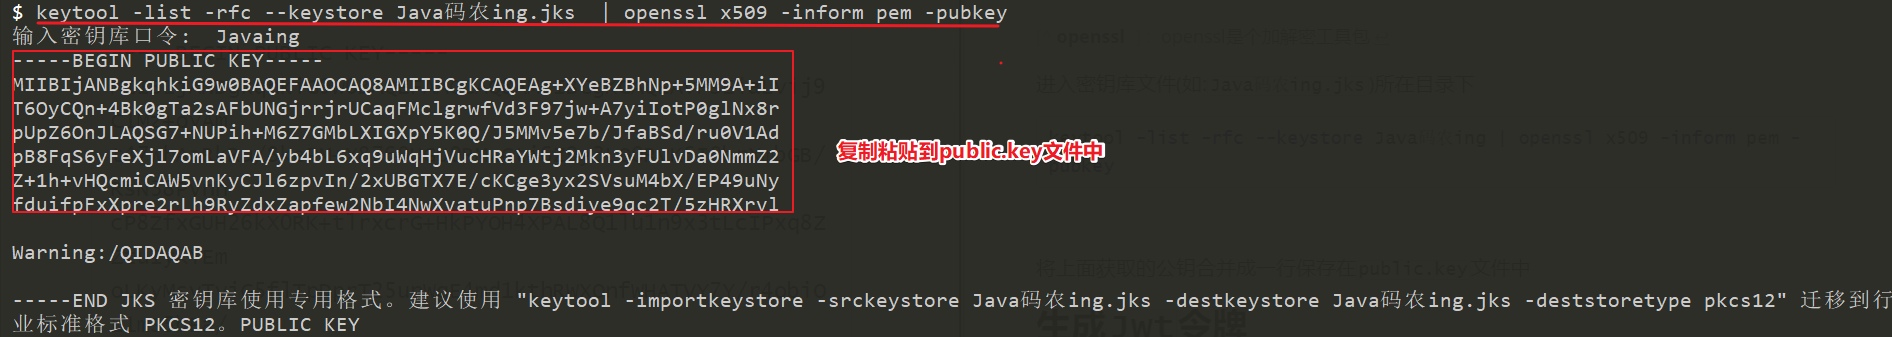 $ keytool -list -rfc --keystore Java码农ing.jks  | openssl x509 -inform pem -pubkey
输入密钥库口令:  Javaing
-----BEGIN PUBLIC KEY-----
MIIBIjANBgkqhkiG9w0BAQEFAAOCAQ8AMIIBCgKCAQEAg+XYeBZBhNp+5MM9A+iI
T6OyCQn+4Bk0gTa2sAFbUNGjrrjrUCaqFMclgrwfVd3F97jw+A7yiIotP0glNx8r
pUpZ6OnJLAQSG7+NUPih+M6Z7GMbLXIGXpY5K0Q/J5MMv5e7b/JfaBSd/ru0V1Ad
pB8FqS6yFeXjl7omLaVFA/yb4bL6xq9uWqHjVucHRaYWtj2Mkn3yFUlvDa0NmmZ2
Z+1h+vHQcmiCAW5vnKyCJl6zpvIn/2xUBGTX7E/cKCge3yx2SVsuM4bX/EP49uNy
fduifpFxXpre2rLh9RyZdxZapfew2NbI4NwXvatuPnp7Bsdiye9qc2T/5zHRXrvl
复制粘贴到public.key文件中
Warning:/QIDAQAB
-----END JKS 密钥库使用专用格式。建议使用 "keytool -importkeystore -srckeystore Java码农ing.jks -destkeystore Java码农ing.jks -deststoretype pkcs12" 迁移到行
业标准格式 PKCS12。PUBLIC KEY